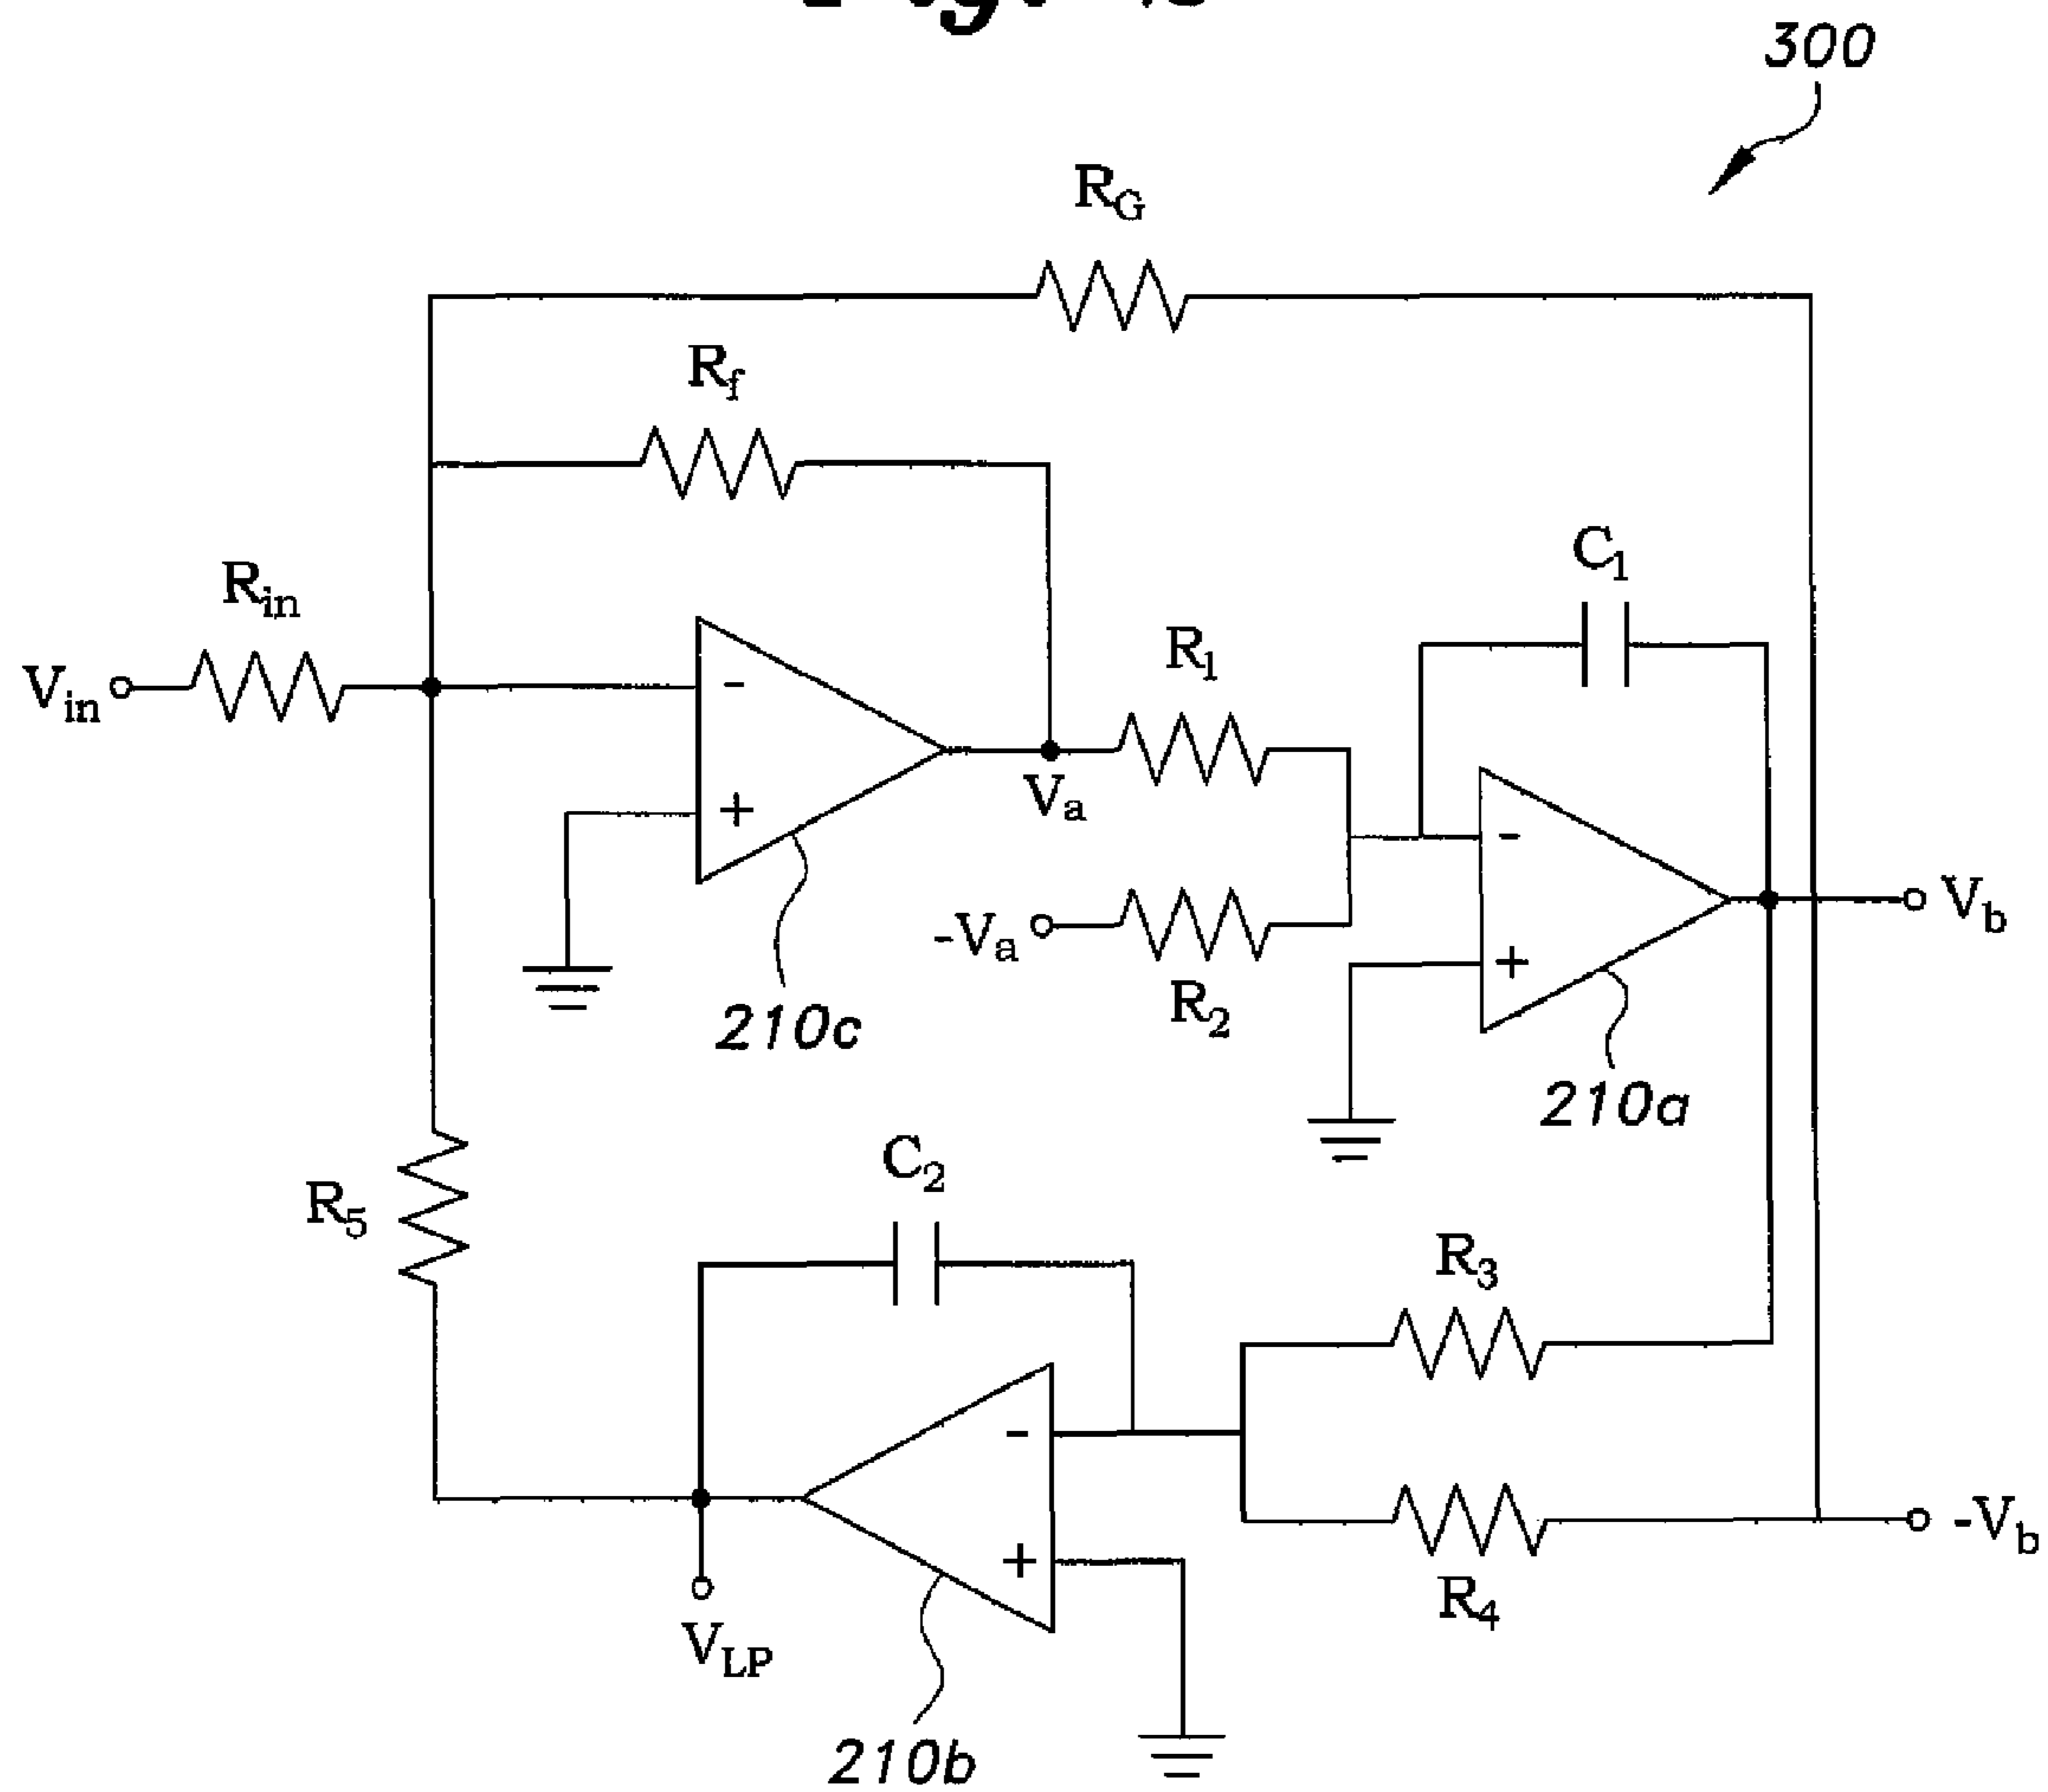 300
R_G
R_f
R_in
C_1
V_in
R_1
-
+
V_a
-
+
V_b
-V_a
R_2
210c
210a
C_2
R_5
R_3
-
+
-V_b
R_4
V_LP
210b